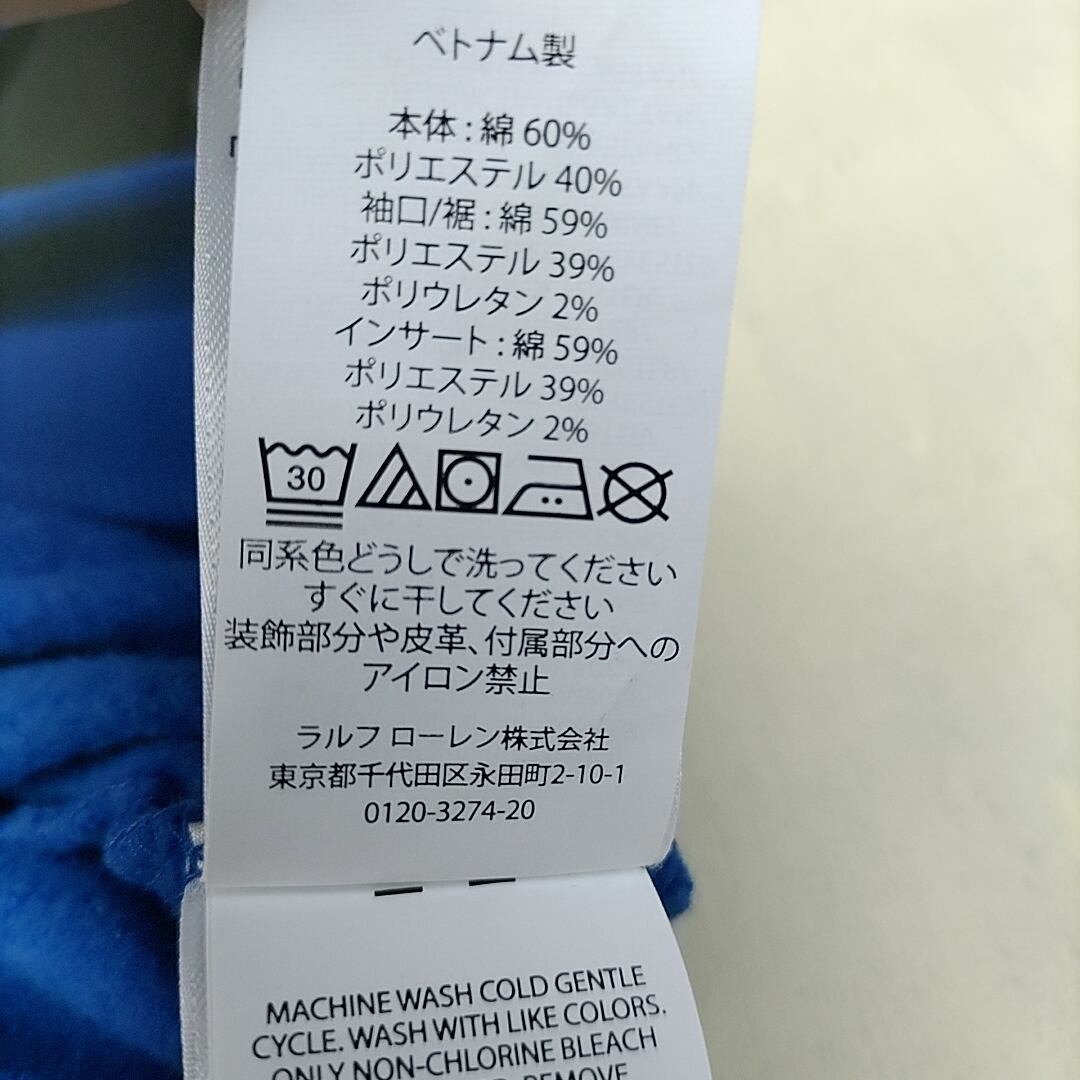 ベトナム製
本体 : 綿 60%
ポリエステル 40%
袖口/裾 : 綿 59%
ポリエステル 39%
ポリウレタン 2%
インサート : 綿 59%
ポリエステル 39%
ポリウレタン 2%
30
同系色どうしで洗ってください
すぐに干してください
装飾部分や皮革、付属部分への
アイロン禁止
ラルフ ローレン株式会社
東京都千代田区永田町2-10-1
0120-3274-20
MACHINE WASH COLD GENTLE
CYCLE. WASH WITH LIKE COLORS.
ONLY NON-CHLORINE BLEACH
REMOVE